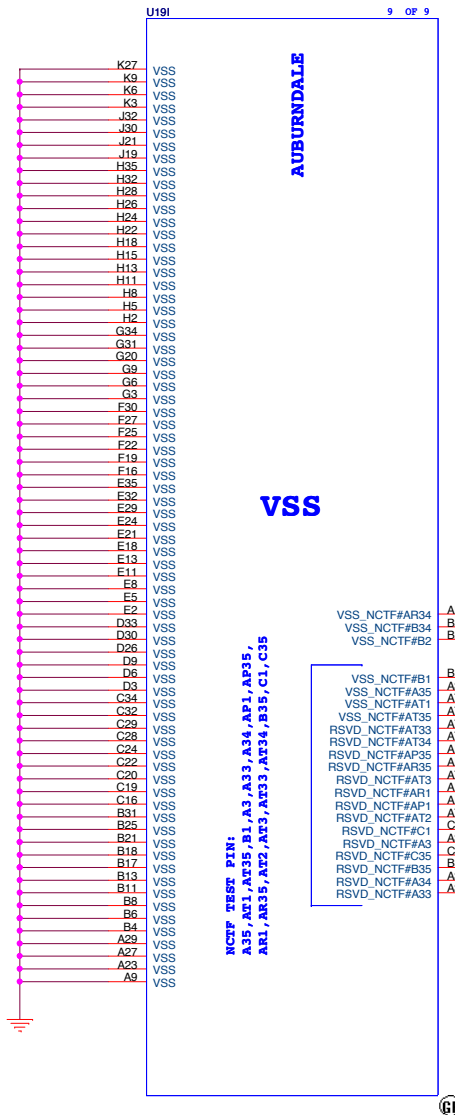 U19I
9 OF 9
AUBURNDALE
K27 VSS
K9 VSS
K6 VSS
K3 VSS
J32 VSS
J30 VSS
J21 VSS
J19 VSS
H35 VSS
H32 VSS
H28 VSS
H26 VSS
H24 VSS
H22 VSS
H18 VSS
H15 VSS
H13 VSS
H11 VSS
H8 VSS
H5 VSS
H2 VSS
G34 VSS
G31 VSS
G20 VSS
G9 VSS
G6 VSS
G3 VSS
F30 VSS
F27 VSS
F25 VSS
F22 VSS
F19 VSS
F16 VSS
E35 VSS
E32 VSS
E29 VSS
E24 VSS
E21 VSS
E18 VSS
E13 VSS
E11 VSS
E8 VSS
E5 VSS
E2 VSS
D33 VSS
D30 VSS
D26 VSS
D9 VSS
D6 VSS
D3 VSS
C34 VSS
C32 VSS
C29 VSS
C28 VSS
C24 VSS
C22 VSS
C20 VSS
C19 VSS
C16 VSS
B31 VSS
B25 VSS
B21 VSS
B18 VSS
B17 VSS
B13 VSS
B11 VSS
B8 VSS
B6 VSS
B4 VSS
A29 VSS
A27 VSS
A23 VSS
A9 VSS
VSS
NCTF TEST PIN:
A35,AT1,AT35,B1,A3,A33,A34,AP1,AP35,
AR1,AR35,AT2,AT3,AT33,AT34,B35,C1,C35
VSS_NCTF#AR34
VSS_NCTF#B34
VSS_NCTF#B2
VSS_NCTF#B1
VSS_NCTF#A35
VSS_NCTF#AT1
VSS_NCTF#AT35
RSVD_NCTF#AT33
RSVD_NCTF#AT34
RSVD_NCTF#AP35
RSVD_NCTF#AR35
RSVD_NCTF#AT3
RSVD_NCTF#AR1
RSVD_NCTF#AP1
RSVD_NCTF#AT2
RSVD_NCTF#C1
RSVD_NCTF#A3
RSVD_NCTF#C35
RSVD_NCTF#B35
RSVD_NCTF#A34
RSVD_NCTF#A33